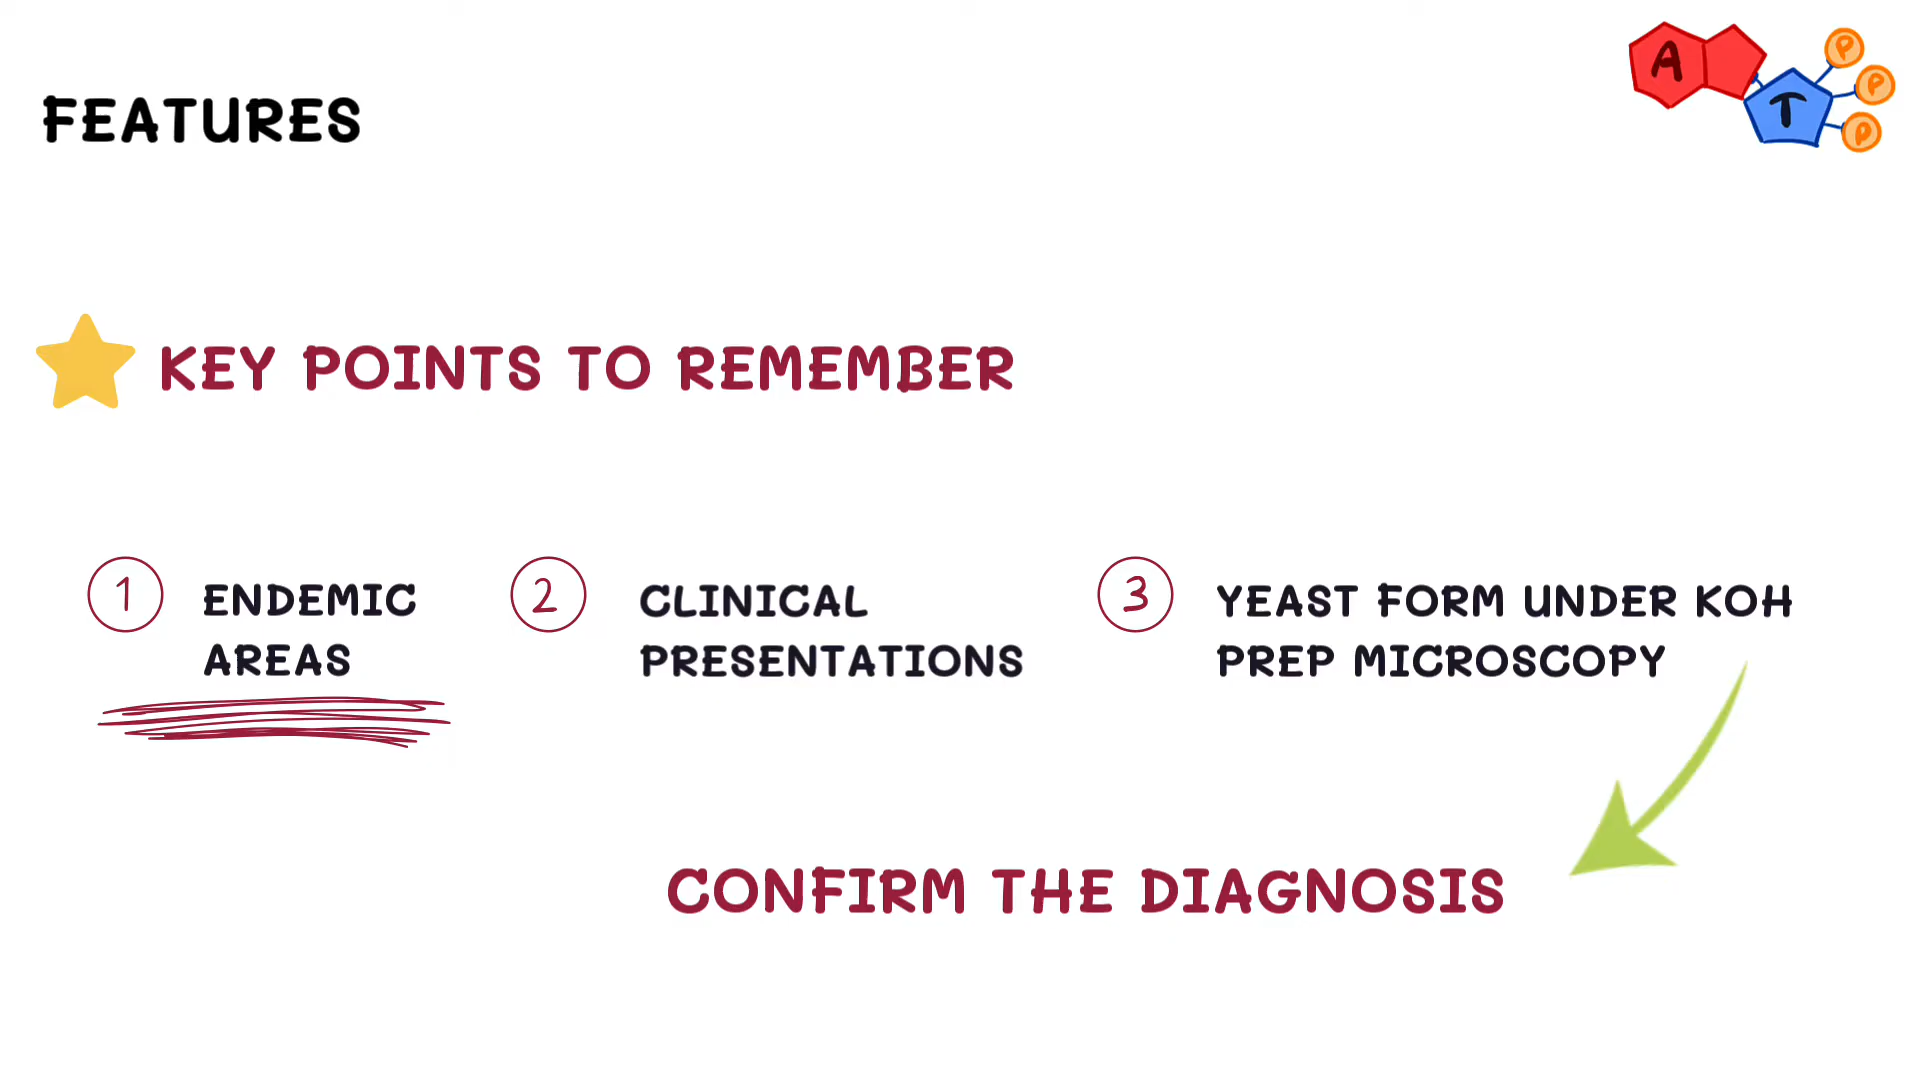 FEATURES
A
T
P
P
P
KEY POINTS TO REMEMBER
1 ENDEMIC
AREAS
2 CLINICAL
PRESENTATIONS
3 YEAST FORM UNDER KOH
PREP MICROSCOPY
CONFIRM THE DIAGNOSIS